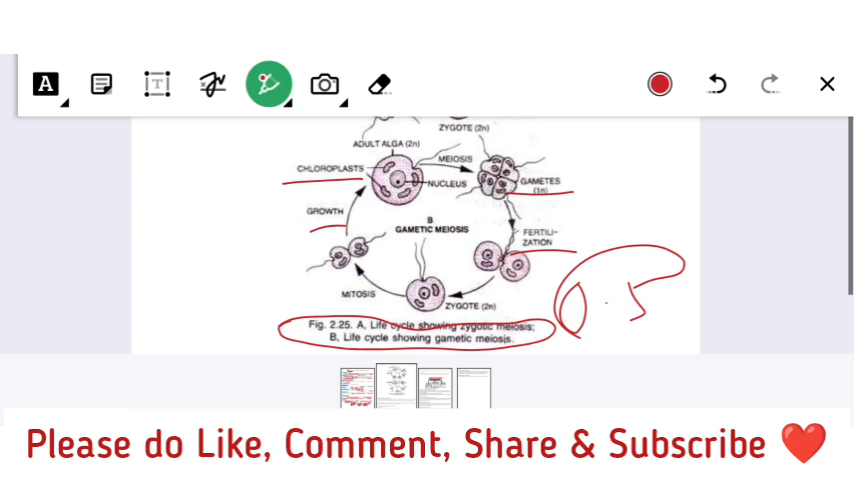 A
T
ZYGOTE (2n)
ADULT ALGA (2n)
MEIOSIS
CHLOROPLASTS
NUCLEUS
GAMETES
(1n)
GROWTH
B
GAMETIC MEIOSIS
FERTILI-
ZATION
MITOSIS
ZYGOTE (2n)
Fig. 2.25. A, Life cycle showing zygotic meiosis;
B, Life cycle showing gametic meiosis.
Please do Like, Comment, Share & Subscribe ❤️